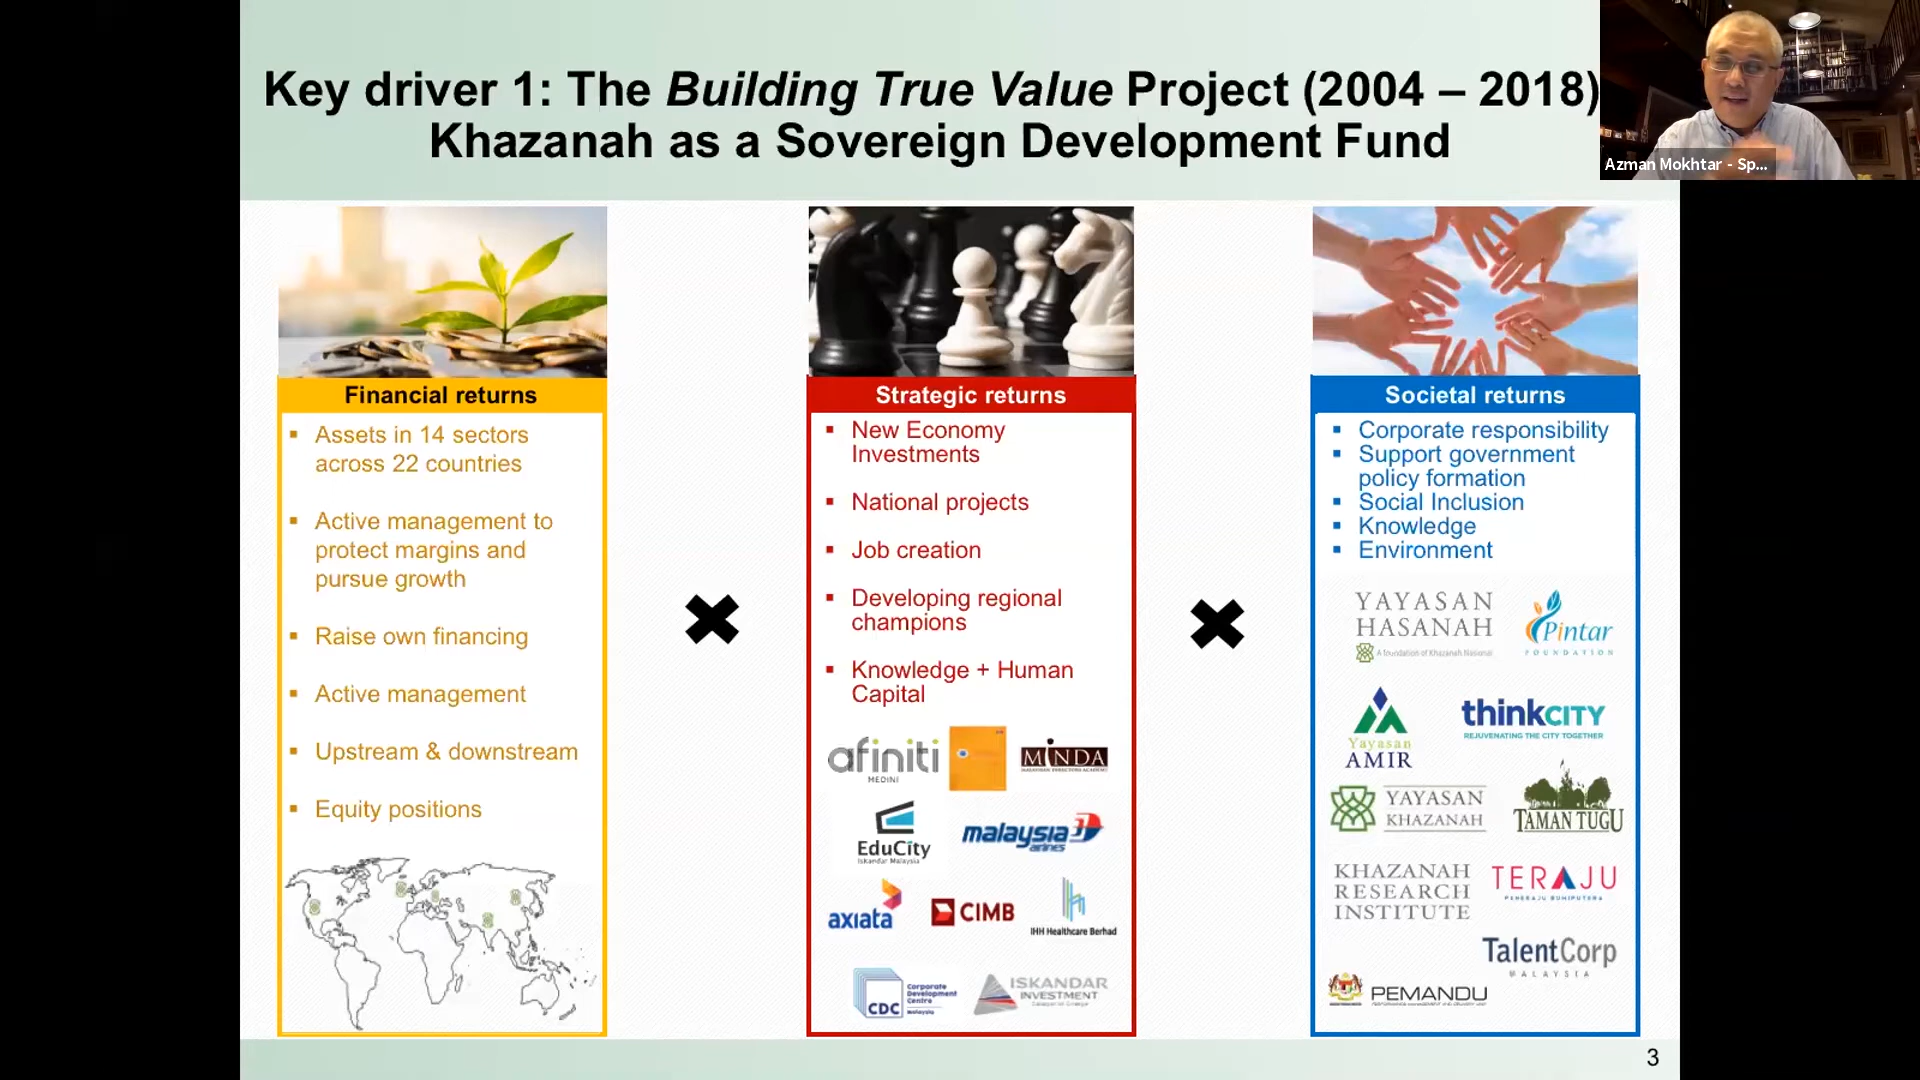 Key driver 1: The Building True Value Project (2004 – 2018)
Khazanah as a Sovereign Development Fund
Azman Mokhtar - Sp...
Financial returns
▪ Assets in 14 sectors
across 22 countries
▪ Active management to
protect margins and
pursue growth
▪ Raise own financing
▪ Active management
▪ Upstream & downstream
▪ Equity positions
Strategic returns
▪ New Economy
Investments
▪ National projects
▪ Job creation
▪ Developing regional
champions
▪ Knowledge + Human
Capital
afiniti
MEDINI
MINDA
MALAYSIAN DIRECTORS ACADEMY
EduCity
Iskandar Malaysia
malaysia
airlines
axiata
CIMB
IHH Healthcare Berhad
CDC
Corporate
Development
Centre
Malaysia
ISKANDAR
INVESTMENT
Societal returns
▪ Corporate responsibility
▪ Support government
policy formation
▪ Social Inclusion
▪ Knowledge
▪ Environment
YAYASAN
HASANAH
A foundation of Khazanah Nasional
Pintar
FOUNDATION
Yayasan
AMIR
thinkCITY
REJUVENATING THE CITY TOGETHER
YAYASAN
KHAZANAH
TAMAN TUGU
KHAZANAH
RESEARCH
INSTITUTE
TERAJU
PENERAJU BUMIPUTERA
TalentCorp
MALAYSIA
PEMANDU
3